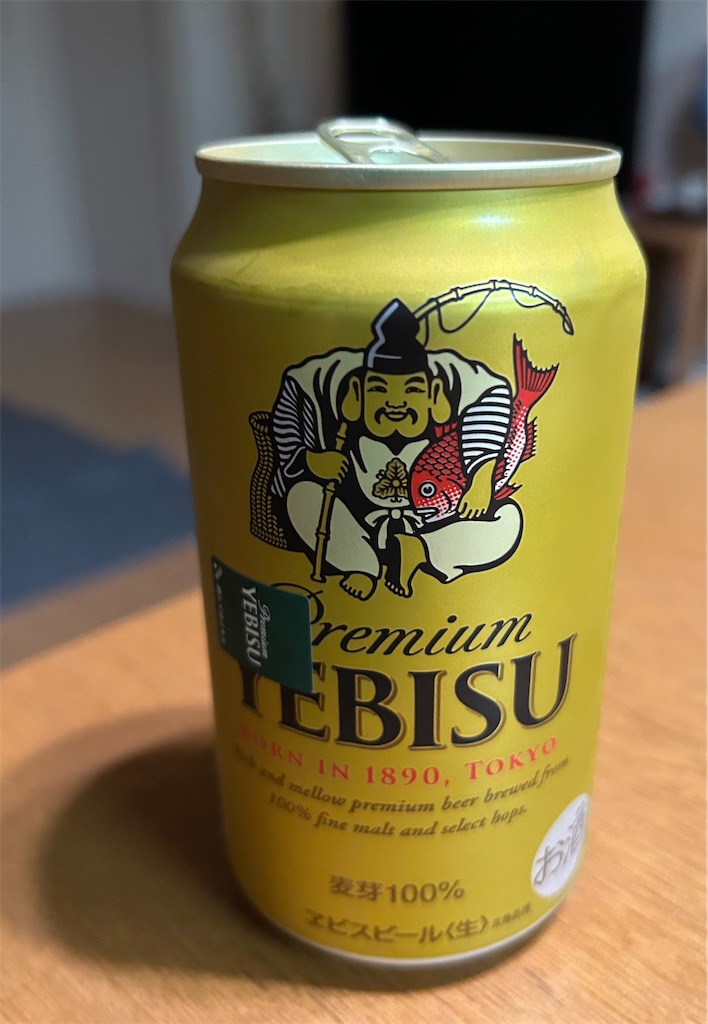 Premium
YEBISU
Premium
YEBISU
BORN IN 1890, TOKYO
Rich and mellow premium beer brewed from
100% fine mals and select hops.
お酒
麦芽100%
ヱビスビール〈生〉